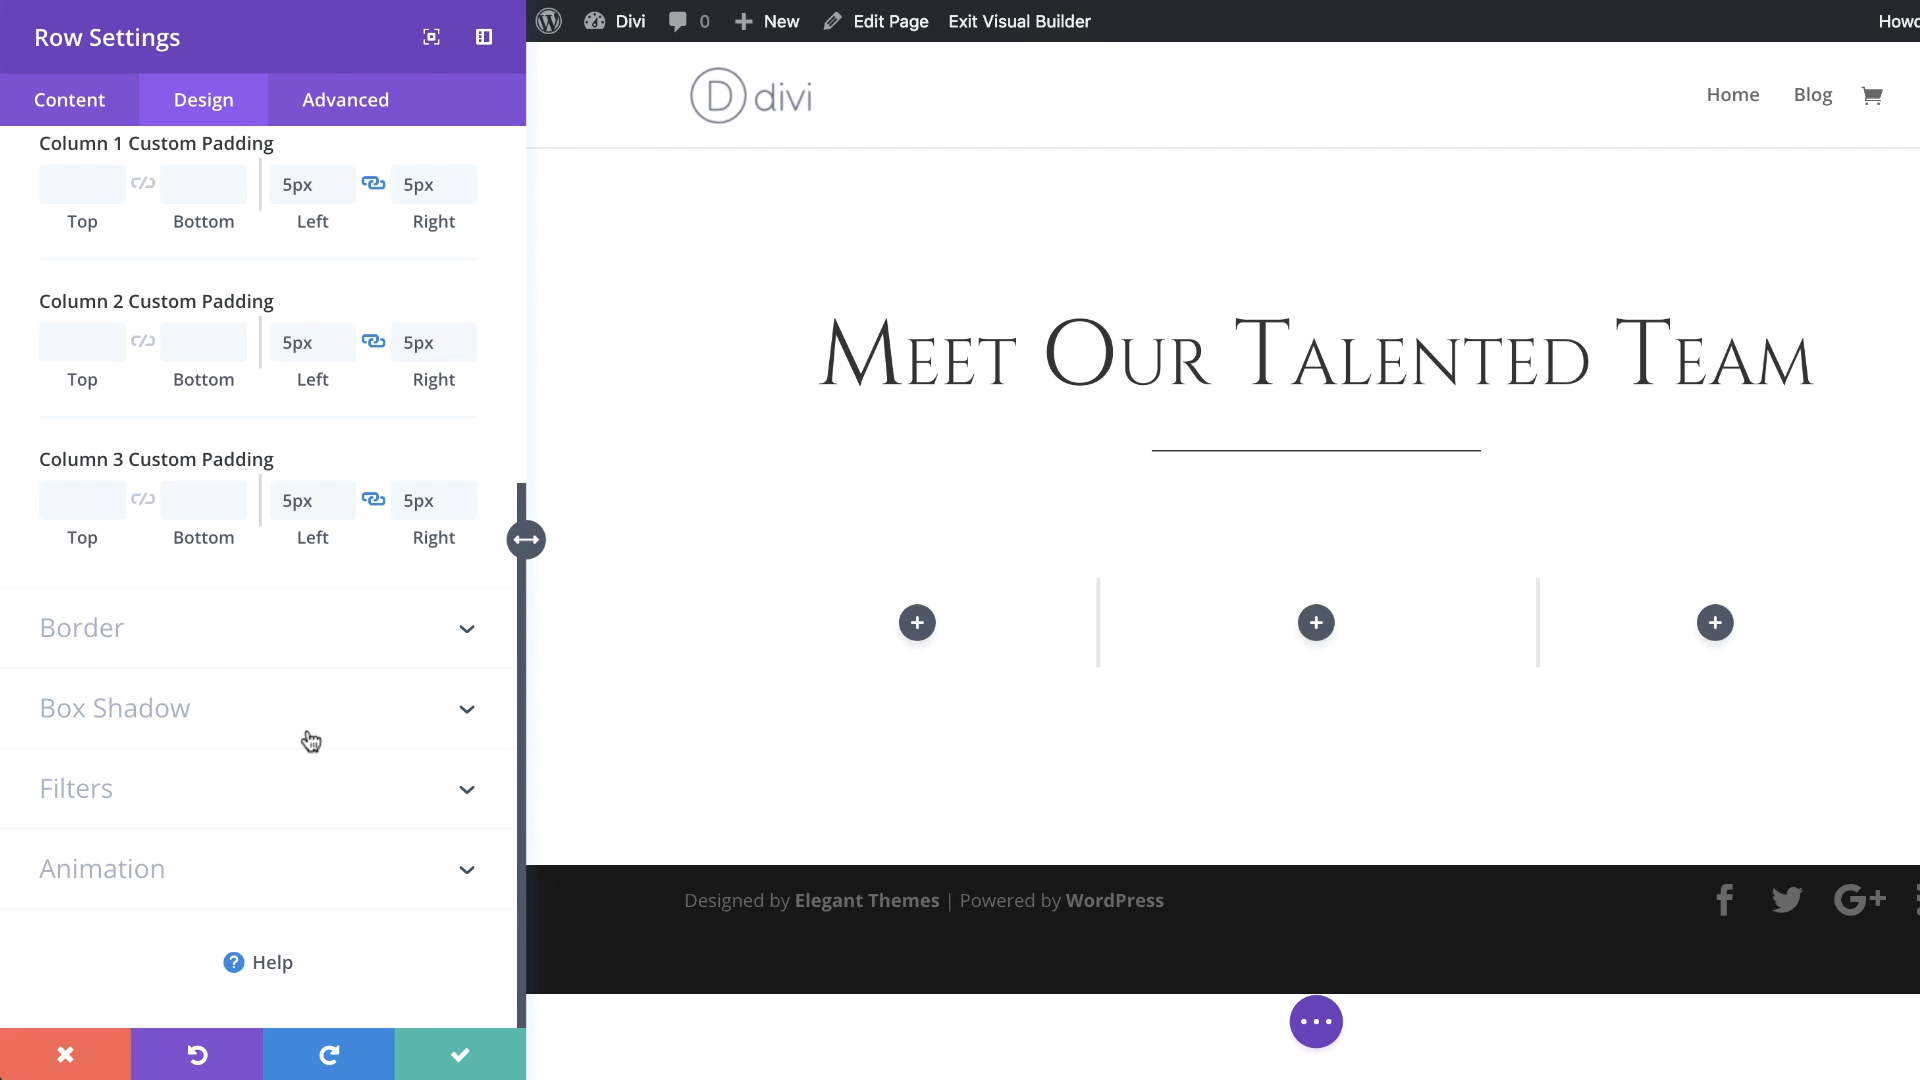 Row Settings
Content Design Advanced
Column 1 Custom Padding
5px 5px
Top Bottom Left Right
Column 2 Custom Padding
5px 5px
Top Bottom Left Right
Column 3 Custom Padding
5px 5px
Top Bottom Left Right
Border
Box Shadow
Filters
Animation
? Help
Divi 0 New Edit Page Exit Visual Builder
D divi
Home Blog
Meet Our Talented Team
Designed by Elegant Themes | Powered by WordPress
G+